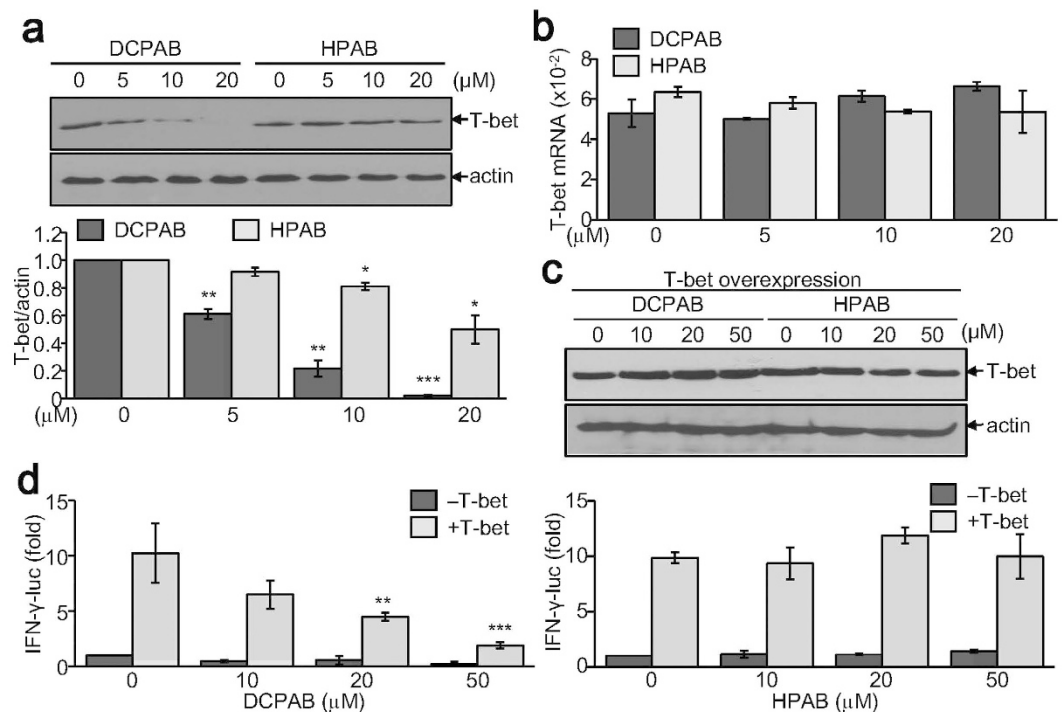 a
DCPAB HPAB
0 5 10 20 0 5 10 20 (μM)
T-bet
actin
DCPAB HPAB
1.2
1.0
0.8
0.6
0.4
0.2
0
T-bet/actin
** ** * *** *
(μM) 0 5 10 20
b
DCPAB
HPAB
8
6
4
2
0
T-bet mRNA (x10⁻²)
(μM) 0 5 10 20
c
T-bet overexpression
DCPAB HPAB
0 10 20 50 0 10 20 50 (μM)
T-bet
actin
d
–T-bet
+T-bet
15
10
5
0
IFN-γ-luc (fold)
** ***
0 10 20 50
DCPAB (μM)
–T-bet
+T-bet
15
10
5
0
IFN-γ-luc (fold)
0 10 20 50
HPAB (μM)